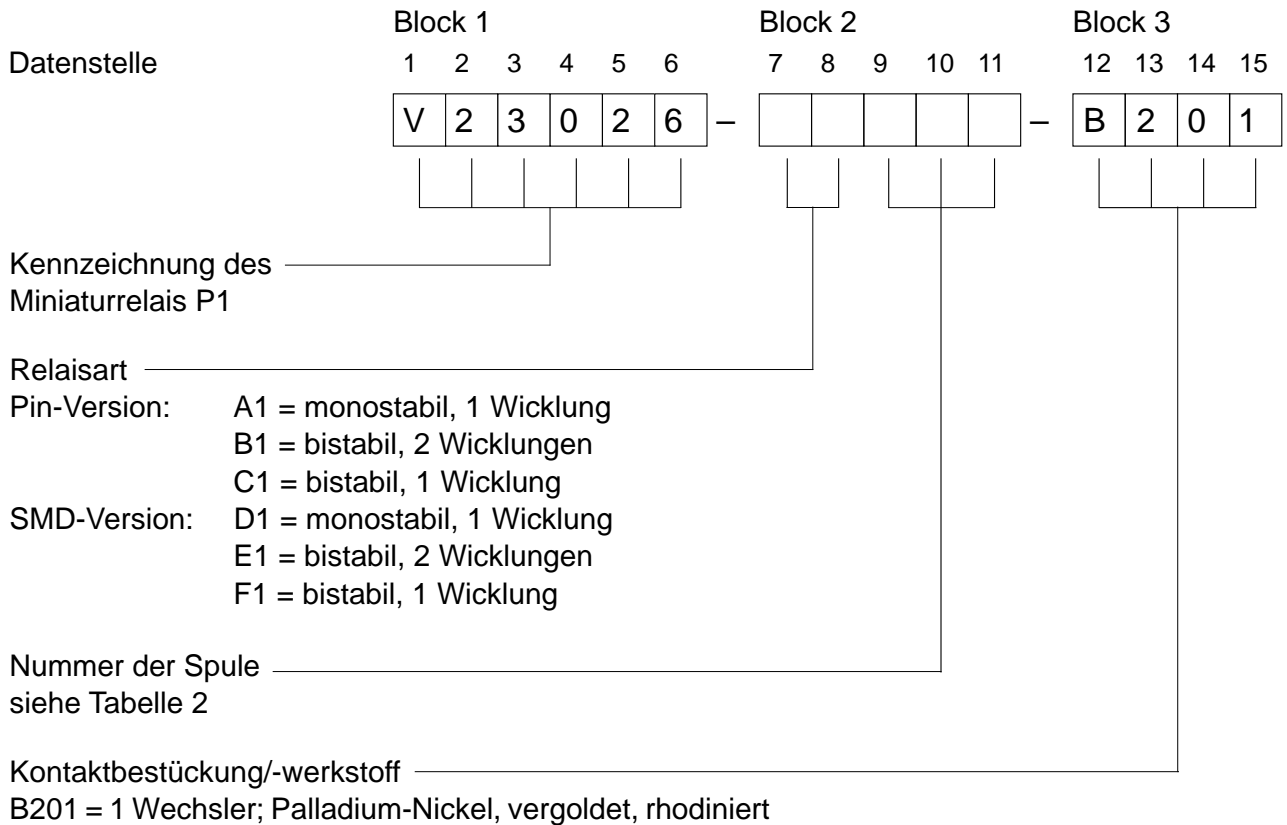 Block 1 Block 2 Block 3
Datenstelle 1 2 3 4 5 6 7 8 9 10 11 12 13 14 15
V 2 3 0 2 6 – – B 2 0 1
Kennzeichnung des
Miniaturrelais P1
Relaisart
Pin-Version: A1 = monostabil, 1 Wicklung
B1 = bistabil, 2 Wicklungen
C1 = bistabil, 1 Wicklung
SMD-Version: D1 = monostabil, 1 Wicklung
E1 = bistabil, 2 Wicklungen
F1 = bistabil, 1 Wicklung
Nummer der Spule
siehe Tabelle 2
Kontaktbestückung/-werkstoff
B201 = 1 Wechsler; Palladium-Nickel, vergoldet, rhodiniert